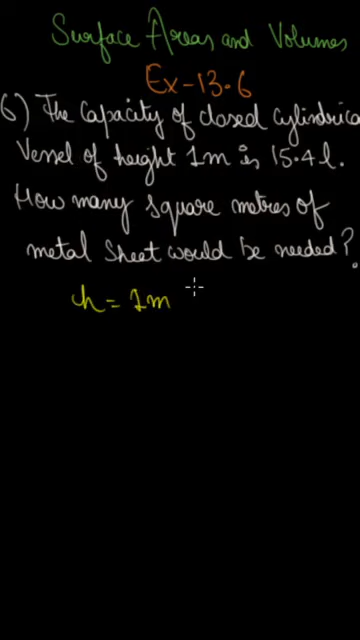 Surface Areas and Volumes
Ex-13.6
6) The Capacity of closed cylindrica
Vessel of height 1m is 15.4 l.
How many square metres of
metal sheet would be needed?
h = 1m